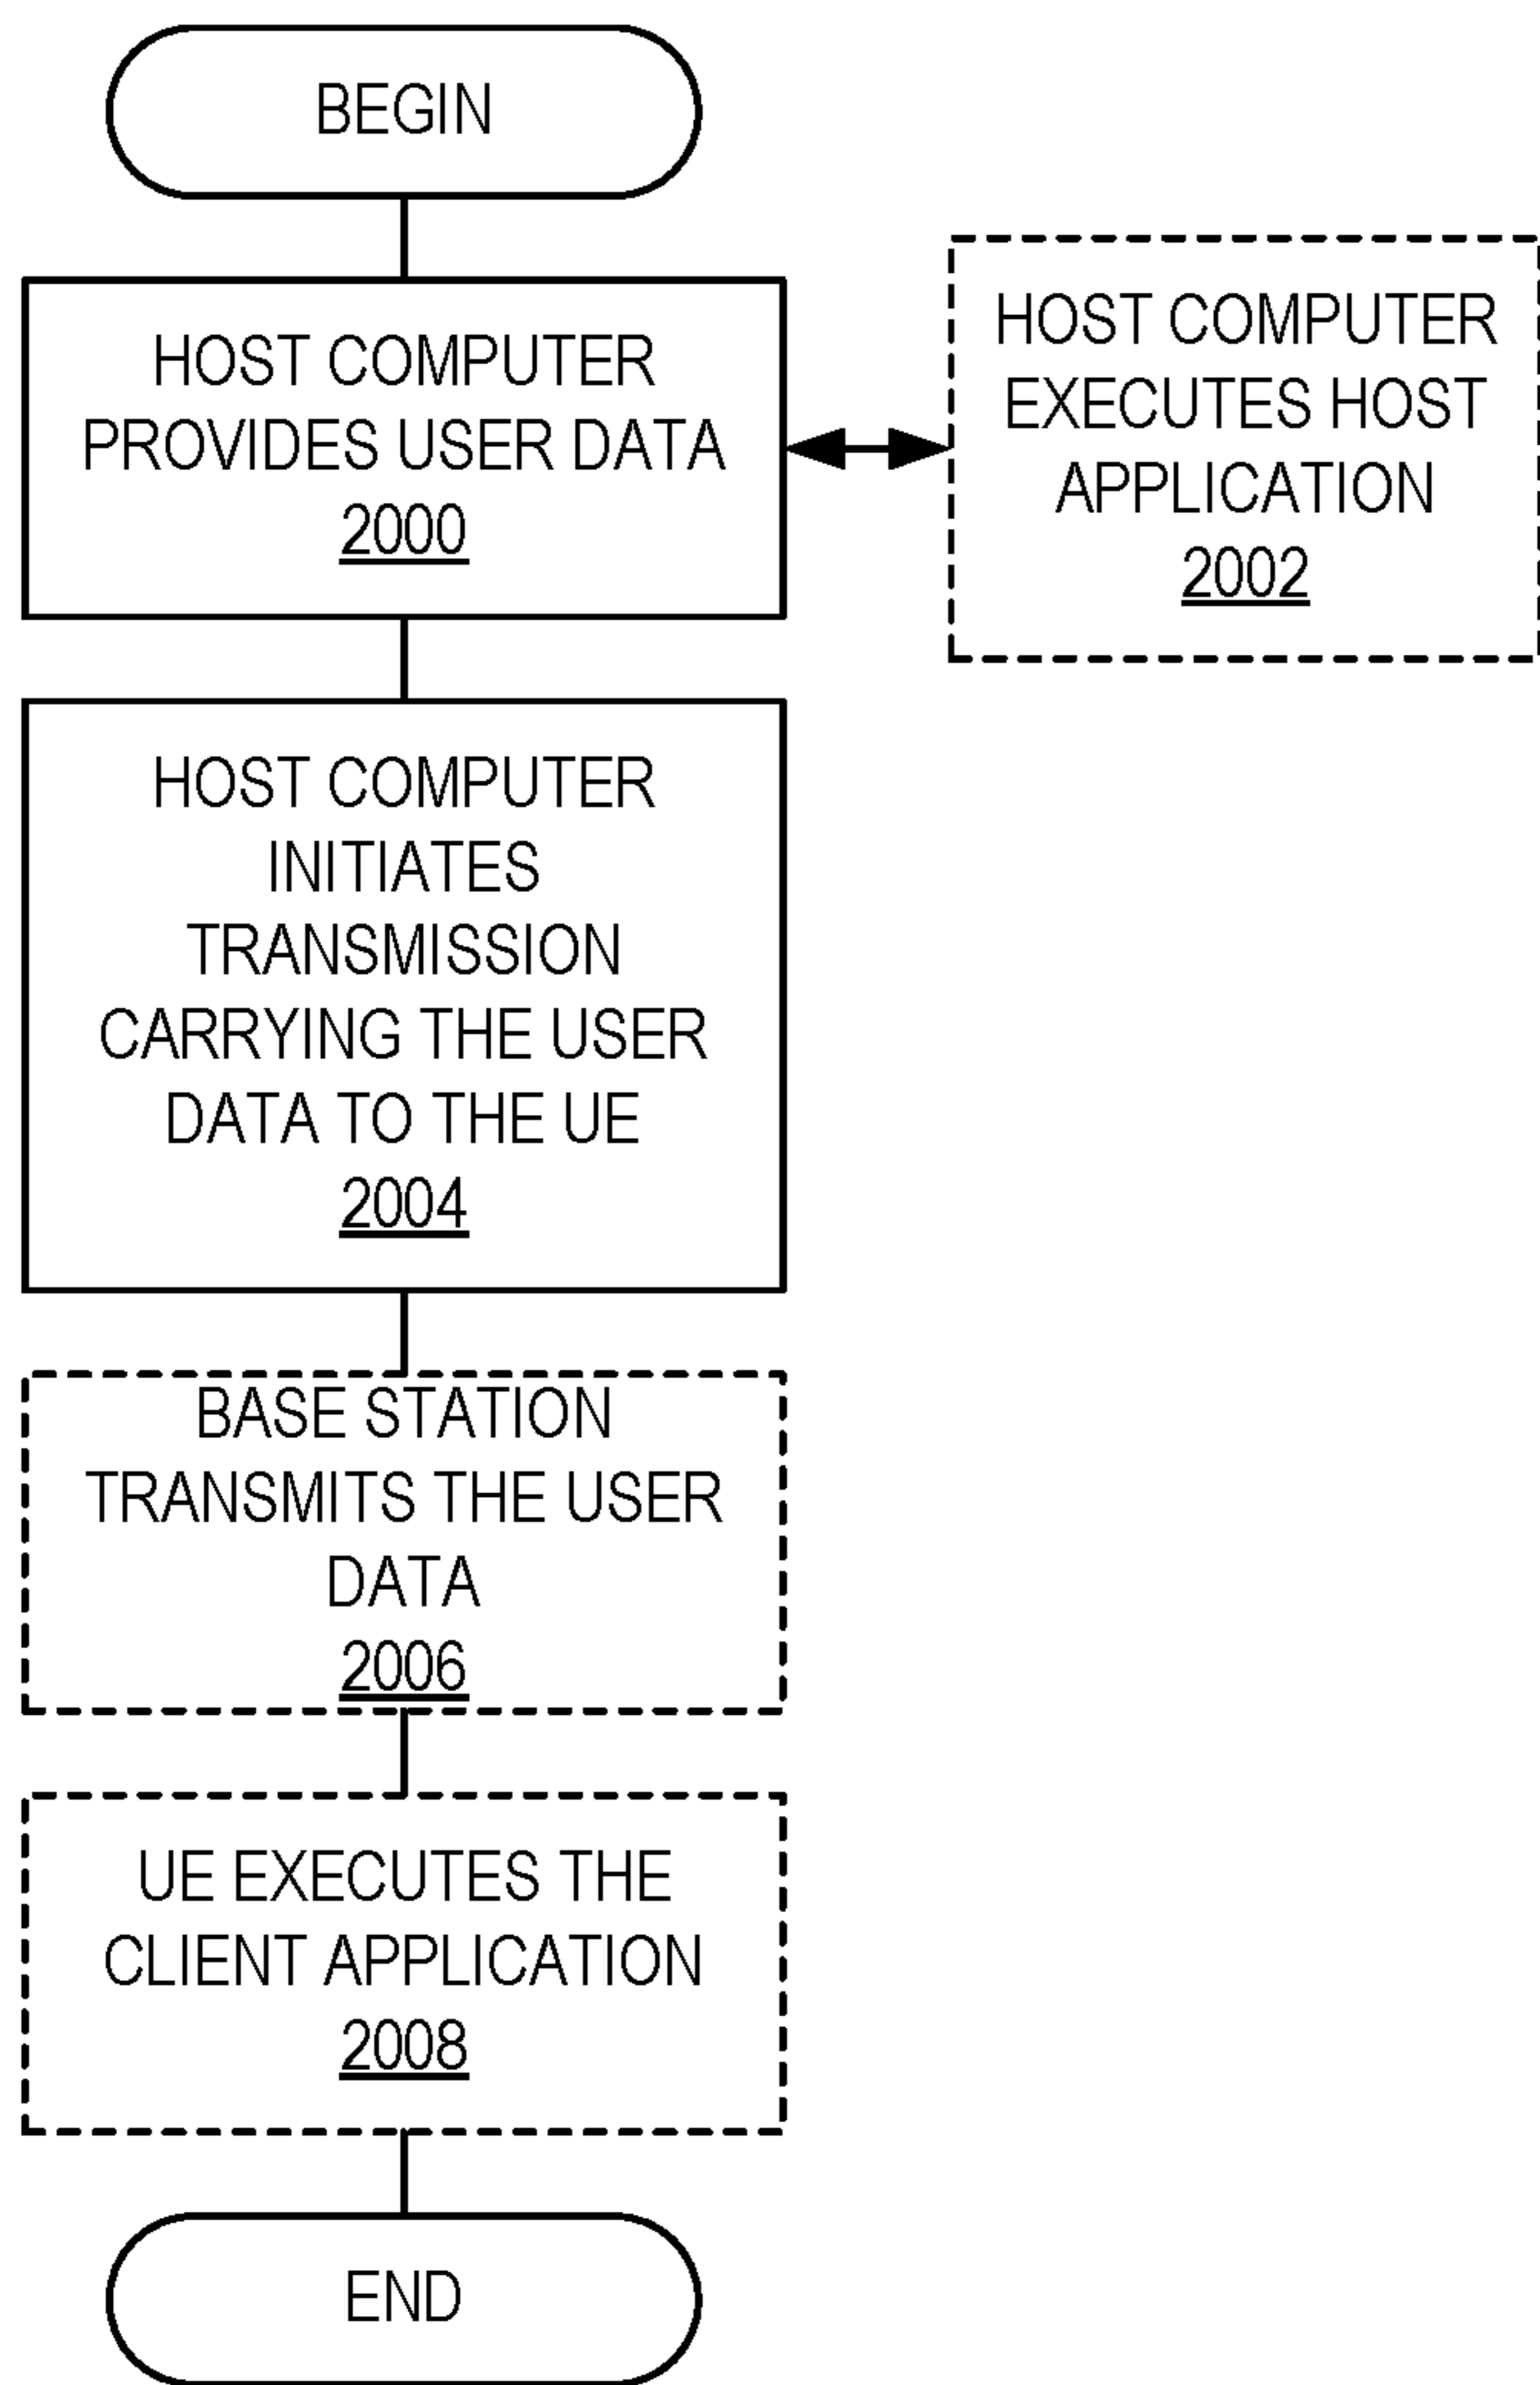 BEGIN
HOST COMPUTER
PROVIDES USER DATA
2000
HOST COMPUTER
EXECUTES HOST
APPLICATION
2002
HOST COMPUTER
INITIATES
TRANSMISSION
CARRYING THE USER
DATA TO THE UE
2004
BASE STATION
TRANSMITS THE USER
DATA
2006
UE EXECUTES THE
CLIENT APPLICATION
2008
END